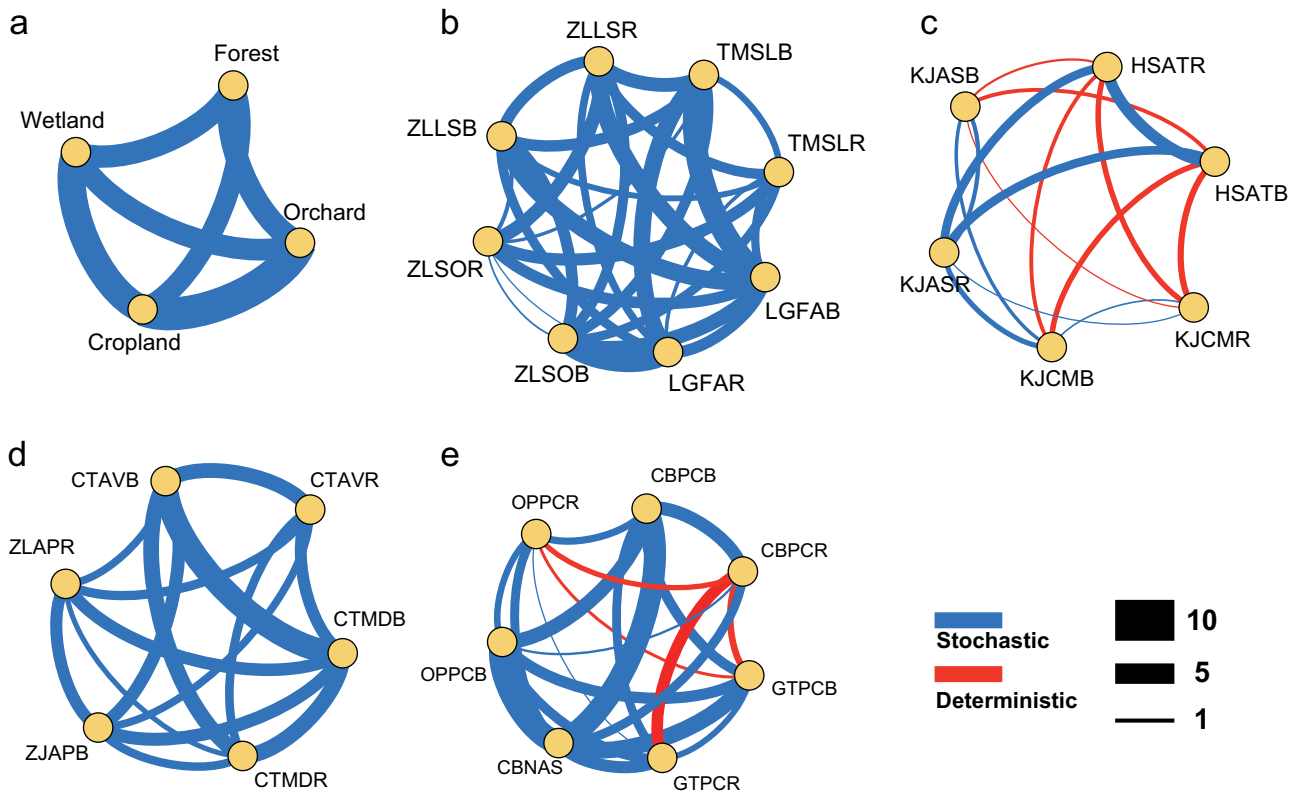 a
Forest
Wetland
Orchard
Cropland
b
ZLLSR
TMSLB
ZLLSB
TMSLR
ZLSOR
LGFAB
ZLSOB
LGFAR
c
HSATR
KJASB
HSATB
KJASR
KJCMR
KJCMB
d
CTAVB
CTAVR
ZLAPR
CTMDB
ZJAPB
CTMDR
e
CBPCB
OPPCR
CBPCR
OPPCB
GTPCB
CBNAS
GTPCR
Stochastic
Deterministic
10
5
1